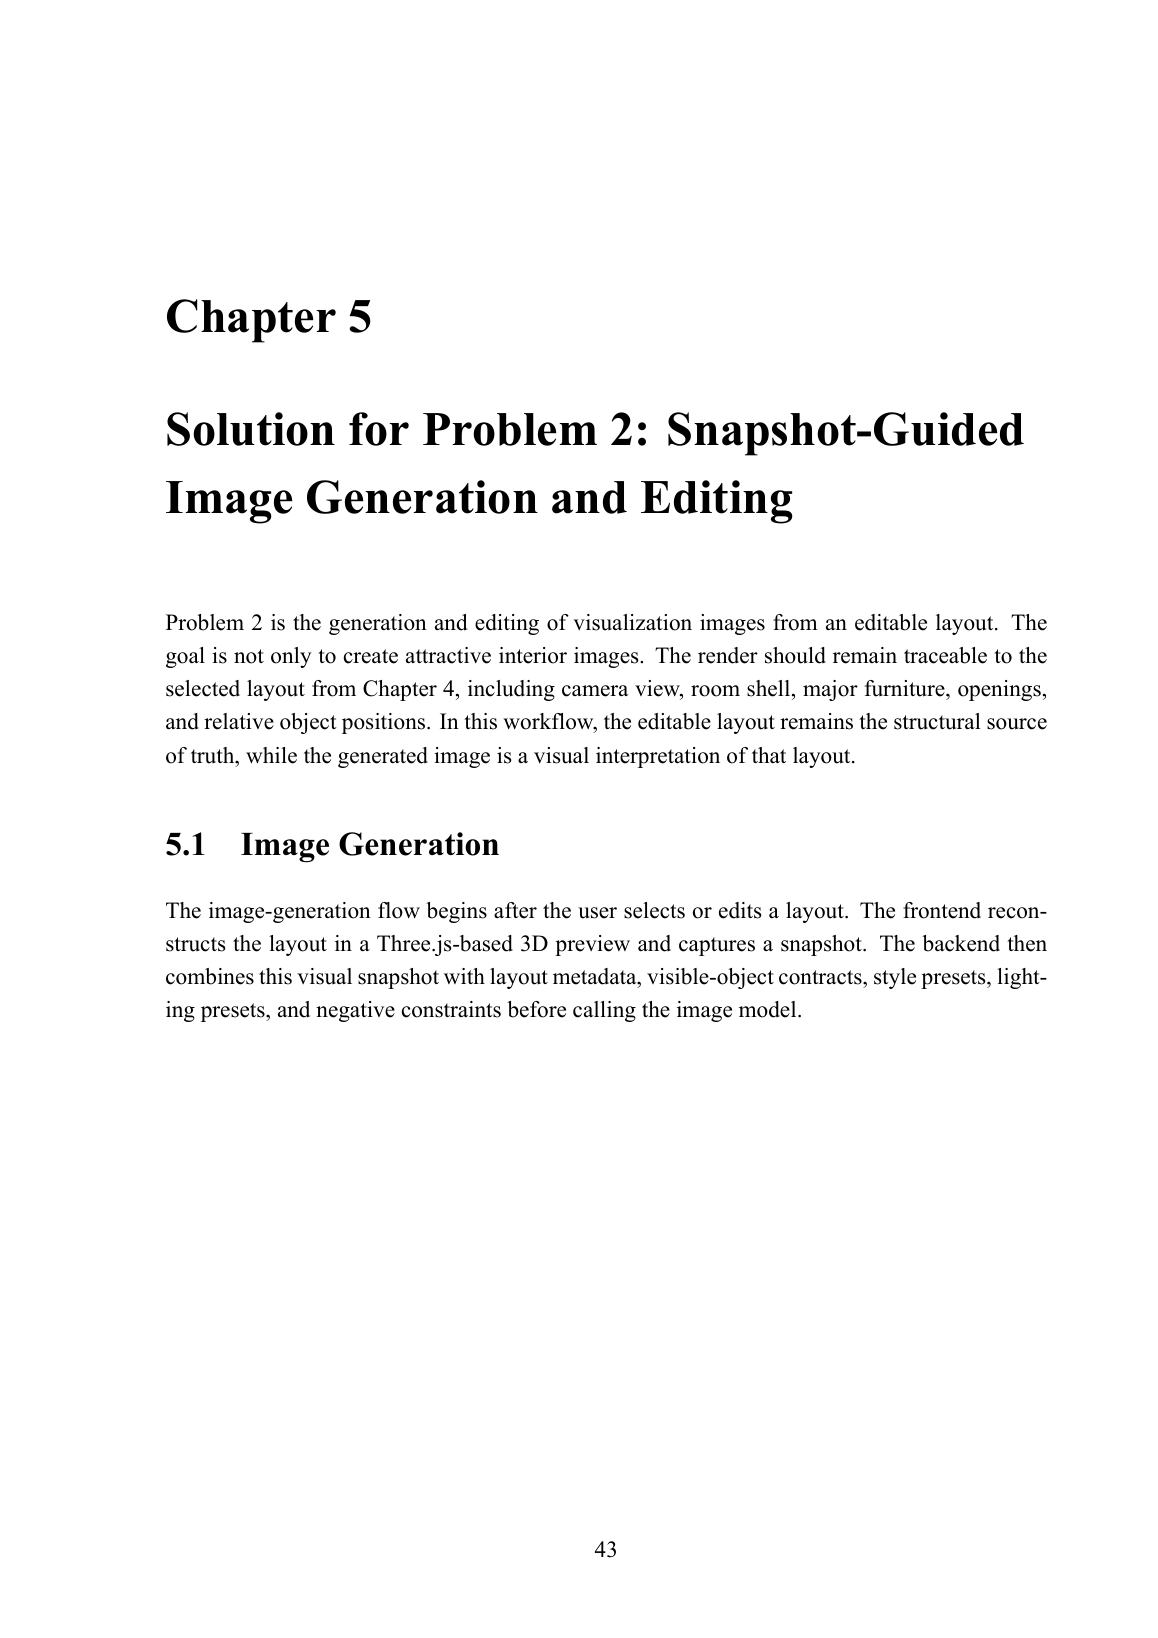 Chapter 5
Solution for Problem 2: Snapshot-Guided
Image Generation and Editing
Problem 2 is the generation and editing of visualization images from an editable layout. The
goal is not only to create attractive interior images. The render should remain traceable to the
selected layout from Chapter 4, including camera view, room shell, major furniture, openings,
and relative object positions. In this workflow, the editable layout remains the structural source
of truth, while the generated image is a visual interpretation of that layout.
5.1 Image Generation
The image-generation flow begins after the user selects or edits a layout. The frontend recon-
structs the layout in a Three.js-based 3D preview and captures a snapshot. The backend then
combines this visual snapshot with layout metadata, visible-object contracts, style presets, light-
ing presets, and negative constraints before calling the image model.
43